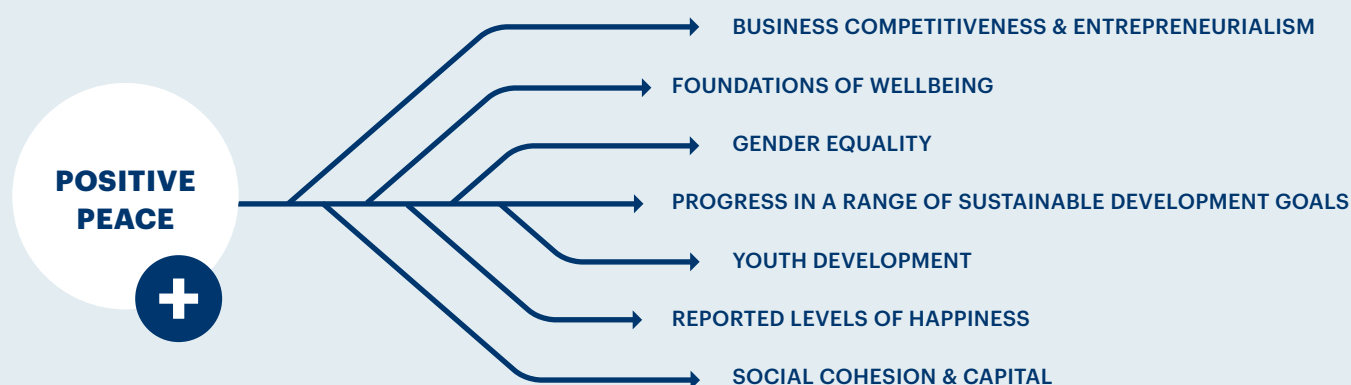 POSITIVE
PEACE
BUSINESS COMPETITIVENESS & ENTREPRENEURIALISM
FOUNDATIONS OF WELLBEING
GENDER EQUALITY
PROGRESS IN A RANGE OF SUSTAINABLE DEVELOPMENT GOALS
YOUTH DEVELOPMENT
REPORTED LEVELS OF HAPPINESS
SOCIAL COHESION & CAPITAL